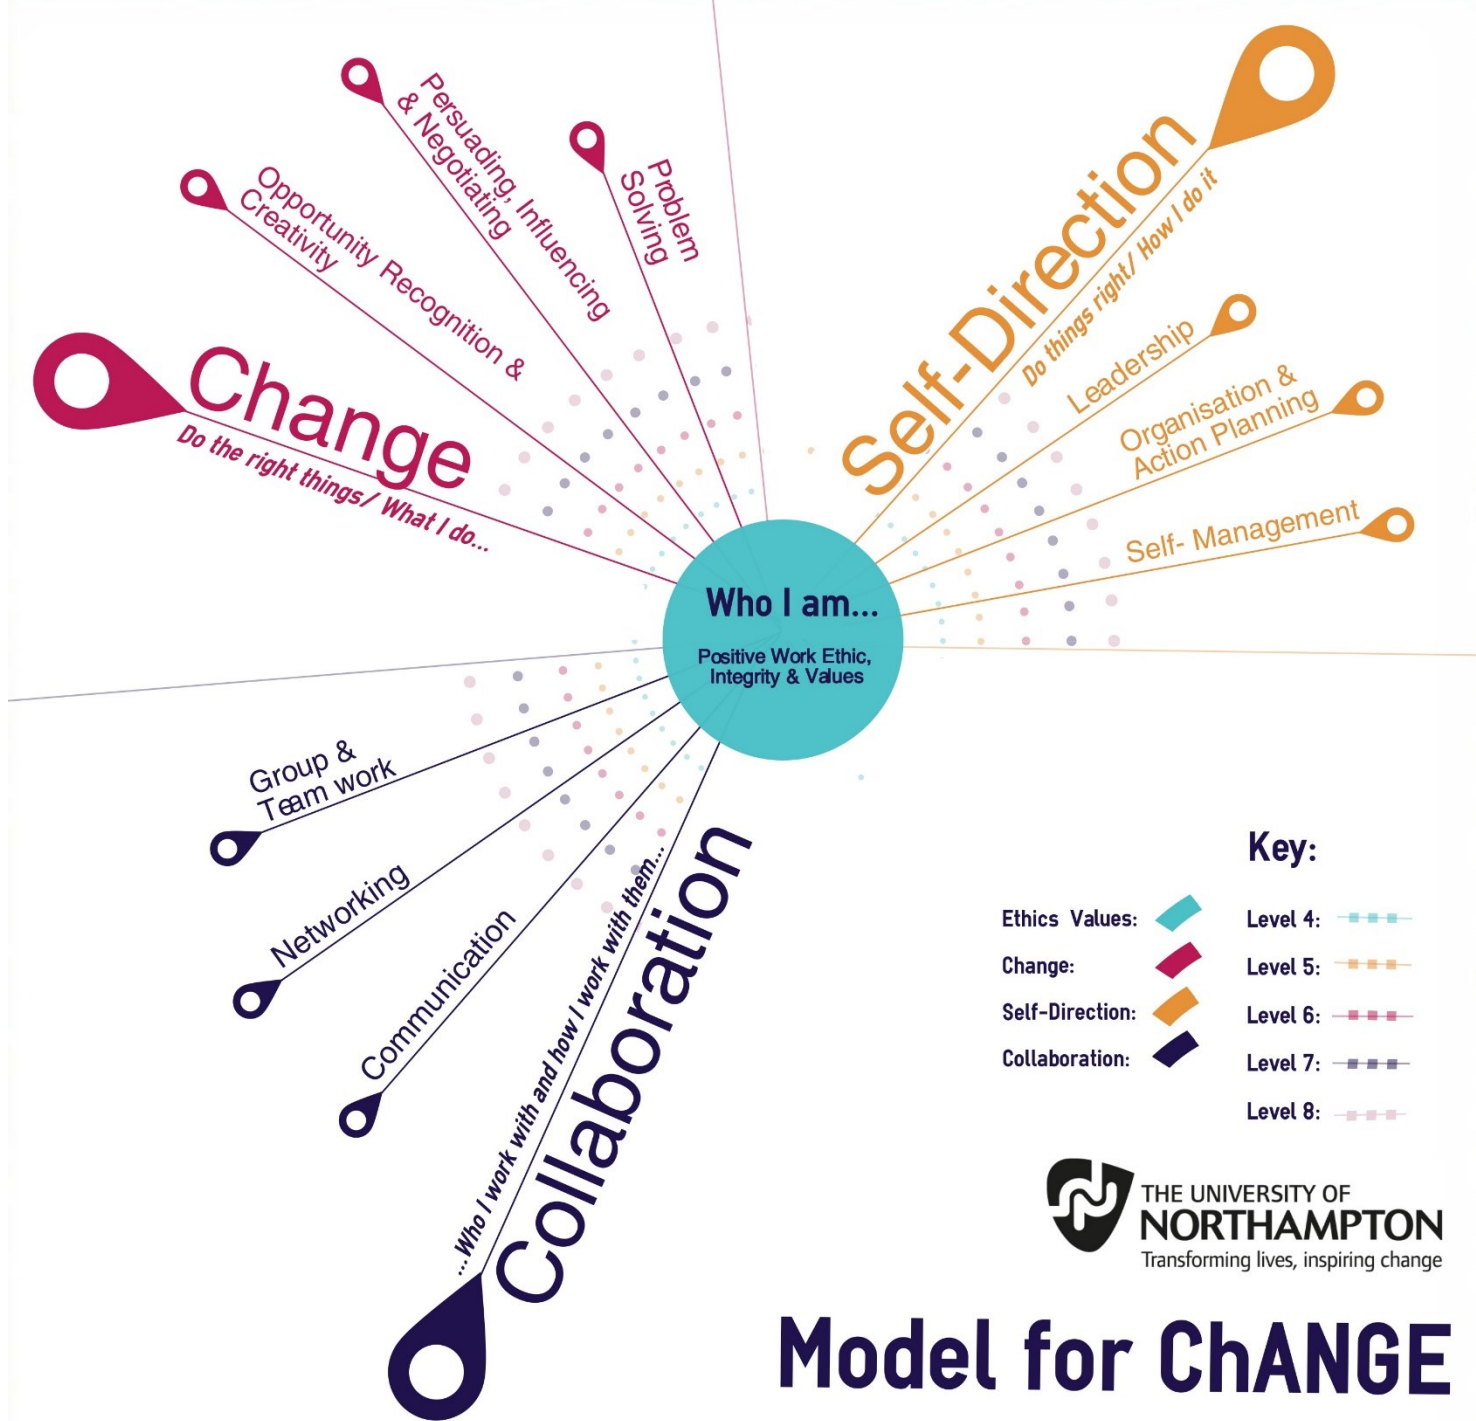 Persuading, Influencing
& Negotiating
Problem
Solving
Opportunity Recognition &
Creativity
Change
Do the right things/ What I do...
Self-Direction
Do things right/ How I do it
Leadership
Organisation &
Action Planning
Self- Management
Who I am...
Positive Work Ethic,
Integrity & Values
Group &
Team work
Networking
Communication
...Who I work with and how I work with them...
Collaboration
Key:
Ethics Values:
Change:
Self-Direction:
Collaboration:
Level 4:
Level 5:
Level 6:
Level 7:
Level 8:
THE UNIVERSITY OF
NORTHAMPTON
Transforming lives, inspiring change
Model for ChANGE